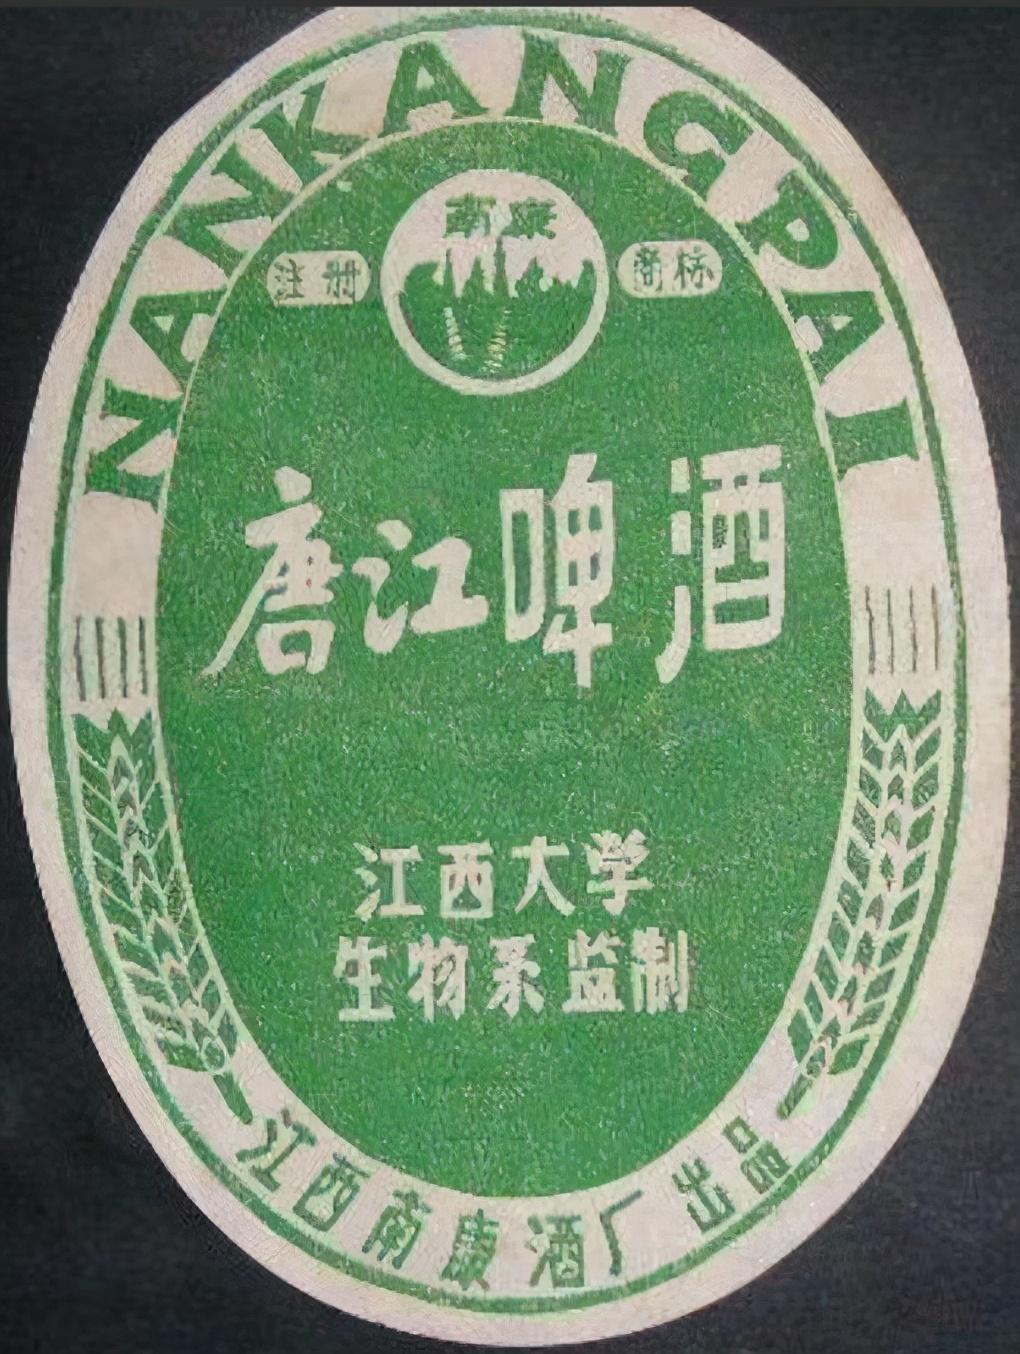 NANKANGPAI
南康
注册
商标
唐江啤酒
江西大学
生物系监制
江西南康酒厂出品